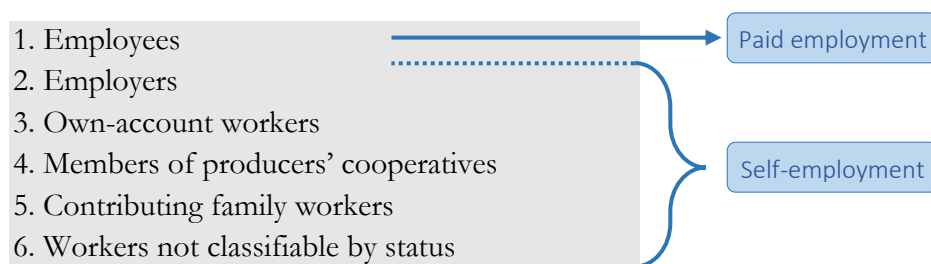 1. Employees
Paid employment
2. Employers
3. Own-account workers
4. Members of producers’ cooperatives
Self-employment
5. Contributing family workers
6. Workers not classifiable by status